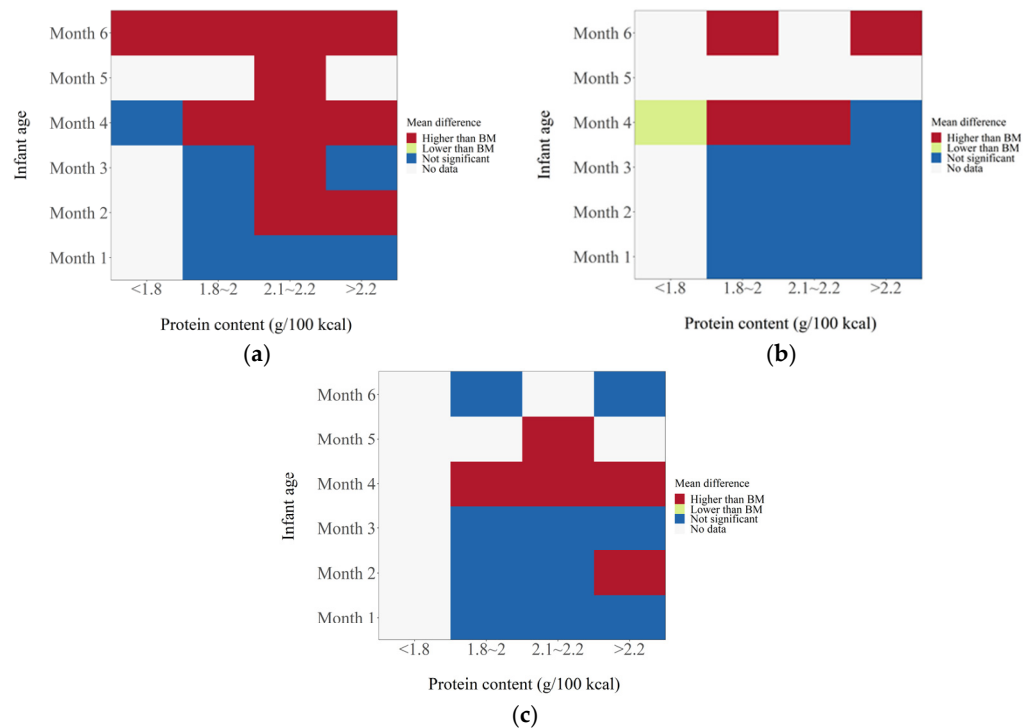 Month 6
Month 5
Month 4
Month 3
Month 2
Month 1
Infant age
<1.8 1.8~2 2.1~2.2 >2.2
Protein content (g/100 kcal)
Mean difference
Higher than BM
Lower than BM
Not significant
No data
(a)
Month 6
Month 5
Month 4
Month 3
Month 2
Month 1
Infant age
<1.8 1.8~2 2.1~2.2 >2.2
Protein content (g/100 kcal)
Mean difference
Higher than BM
Lower than BM
Not significant
No data
(b)
Month 6
Month 5
Month 4
Month 3
Month 2
Month 1
Infant age
<1.8 1.8~2 2.1~2.2 >2.2
Protein content (g/100 kcal)
Mean difference
Higher than BM
Lower than BM
Not significant
No data
(c)